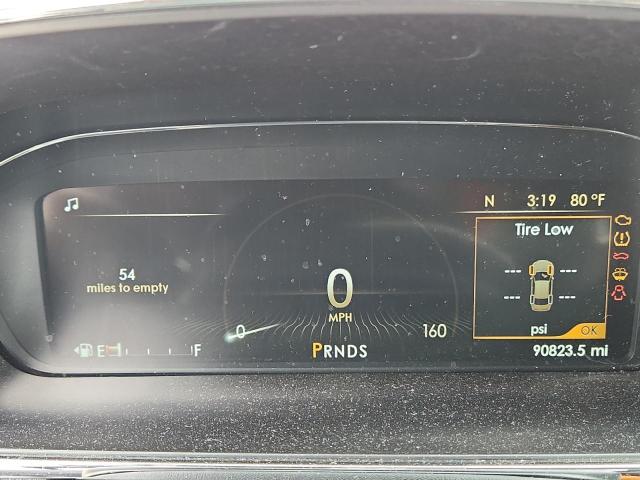 N 3:19 80 °F
Tire Low
--- ---
--- ---
psi OK
54
miles to empty
0
MPH
0 160
E F
PRNDS
90823.5 mi